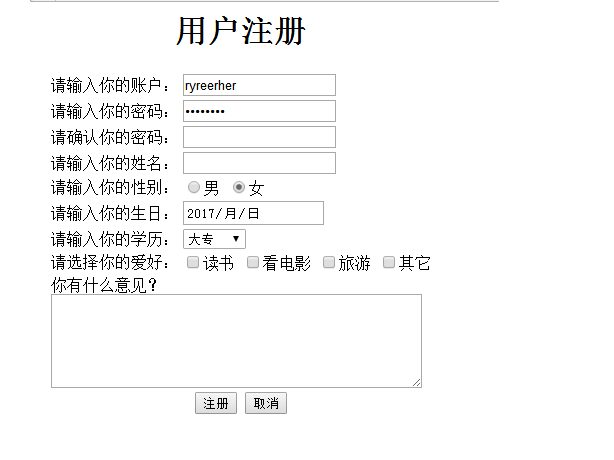 用户注册
请输入你的账户： ryreerher
请输入你的密码： ••••••••
请确认你的密码：
请输入你的姓名：
请输入你的性别： 男 女
请输入你的生日： 2017/月/日
请输入你的学历： 大专
请选择你的爱好： 读书 看电影 旅游 其它
你有什么意见？
注册 取消